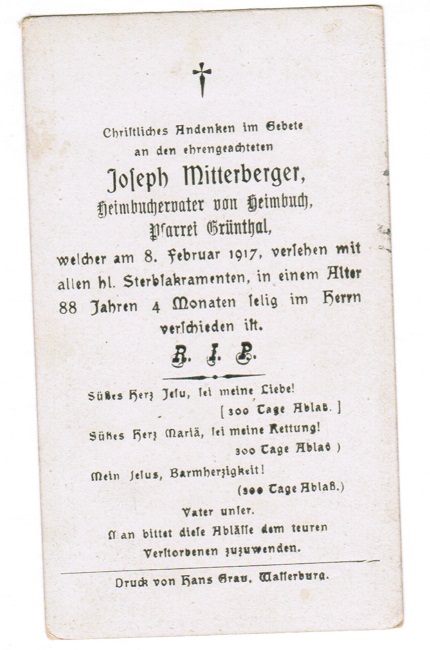 Christliches Andenken im Gebete
an den ehrengeachteten
Joseph Mitterberger,
Heimbuchervater von Heimbuch,
Pfarrei Grünthal,
welcher am 8. Februar 1917, versehen mit
allen hl. Sterbsakramenten, in einem Alter
88 Jahren 4 Monaten selig im Herrn
verschieden ist.
R. I. P.
Süßes Herz Jesu, sei meine Liebe!
[ 300 Tage Ablaß. ]
Süßes Herz Mariä, sei meine Rettung!
300 Tage Ablaß )
Mein Jesus, Barmherzigkeit!
(300 Tage Ablaß.)
Vater unser.
Man bittet diese Ablässe dem teuren
Verstorbenen zuzuwenden.
Druck von Hans Grau, Wasserburg.